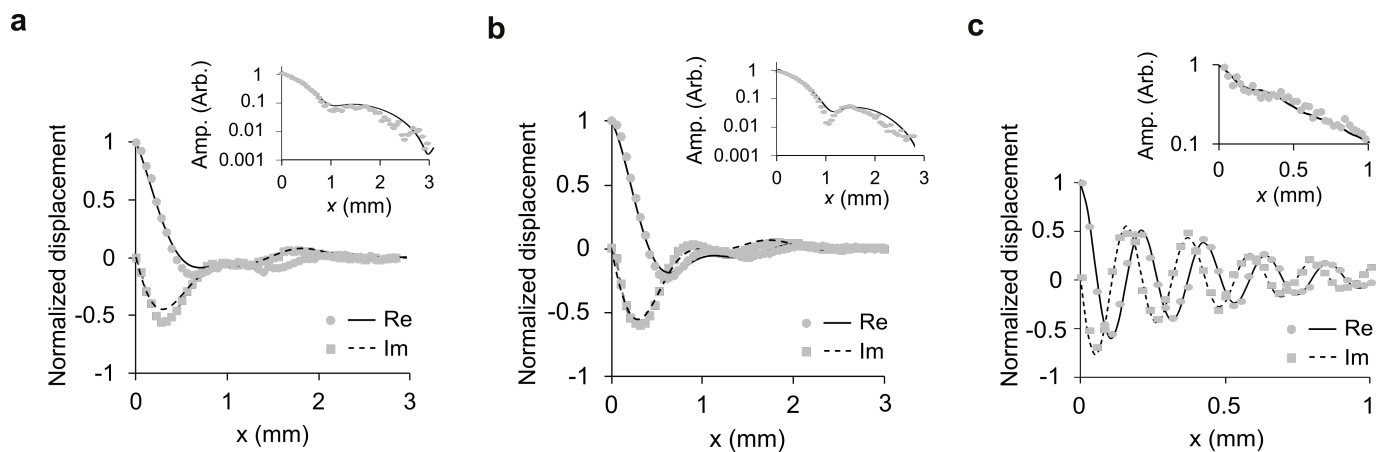 a
Amp. (Arb.)
1
0.1
0.01
0.001
0
1
2
3
x (mm)
Normalized displacement
1
0.5
0
-0.5
-1
Re
Im
0
1
2
3
x (mm)
b
Amp. (Arb.)
1
0.1
0.01
0.001
0
1
2
3
x (mm)
Normalized displacement
1
0.5
0
-0.5
-1
Re
Im
0
1
2
3
x (mm)
c
Amp. (Arb.)
1
0.1
0
0.5
1
x (mm)
Normalized displacement
1
0.5
0
-0.5
-1
Re
Im
0
0.5
1
x (mm)